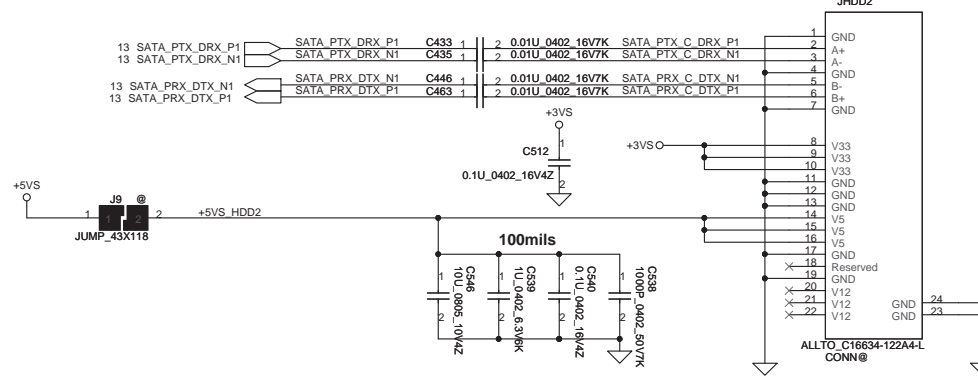 JHDD2
13 SATA_PTX_DRX_P1 SATA_PTX_DRX_P1 C433 1 2 0.01U_0402_16V7K SATA_PTX_C_DRX_P1 2 A+
13 SATA_PTX_DRX_N1 SATA_PTX_DRX_N1 C435 1 2 0.01U_0402_16V7K SATA_PTX_C_DRX_N1 3 A-
13 SATA_PRX_DTX_N1 SATA_PRX_DTX_N1 C446 1 2 0.01U_0402_16V7K SATA_PRX_C_DTX_N1 5 B-
13 SATA_PRX_DTX_P1 SATA_PRX_DTX_P1 C463 1 2 0.01U_0402_16V7K SATA_PRX_C_DTX_P1 6 B+
1 GND
4 GND
7 GND
+3VS
1
C512
0.1U_0402_16V4Z
2
+3VS
8 V33
9 V33
10 V33
11 GND
12 GND
13 GND
14 V5
15 V5
16 V5
17 GND
18 Reserved
19 GND
20 V12
21 V12
22 V12
GND 24
GND 23
ALLTO_C16634-122A4-L
CONN@
+5VS
J9 @
1 1 2 2 +5VS_HDD2
JUMP_43X118
100mils
1 2 C546
10U_0805_10V4Z
1 2 C539
1U_0402_6.3V6K
1 2 C540
0.1U_0402_16V4Z
1 2 C538
1000P_0402_50V7K